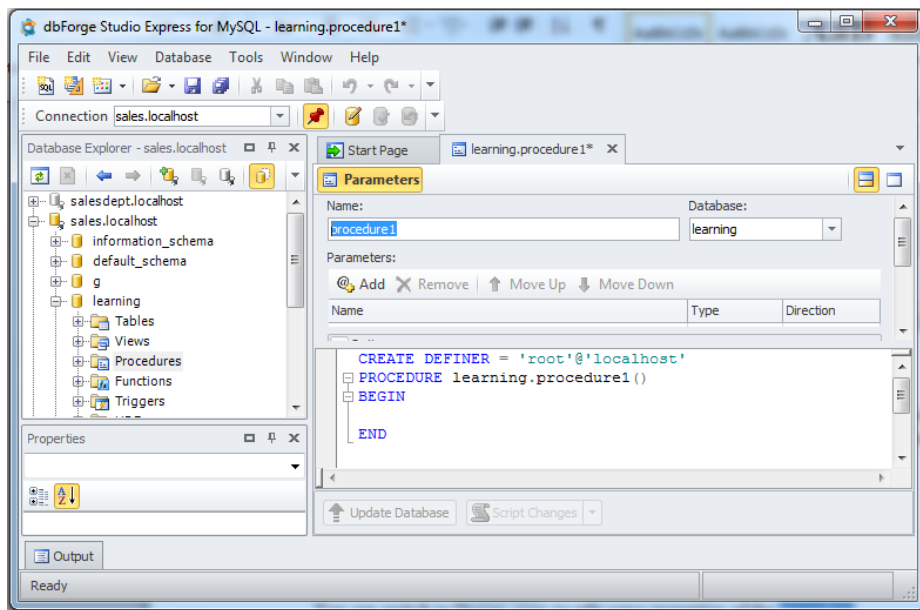 dbForge Studio Express for MySQL - learning.procedure1*
File Edit View Database Tools Window Help
Connection sales.localhost
Database Explorer - sales.localhost
Start Page
learning.procedure1*
Parameters
salesdept.localhost
sales.localhost
information_schema
default_schema
g
learning
Tables
Views
Procedures
Functions
Triggers
Name:
Database:
procedure1
learning
Parameters:
Add Remove Move Up Move Down
Name Type Direction
CREATE DEFINER = 'root'@'localhost'
PROCEDURE learning.procedure1()
BEGIN
END
Properties
Update Database
Script Changes
Output
Ready